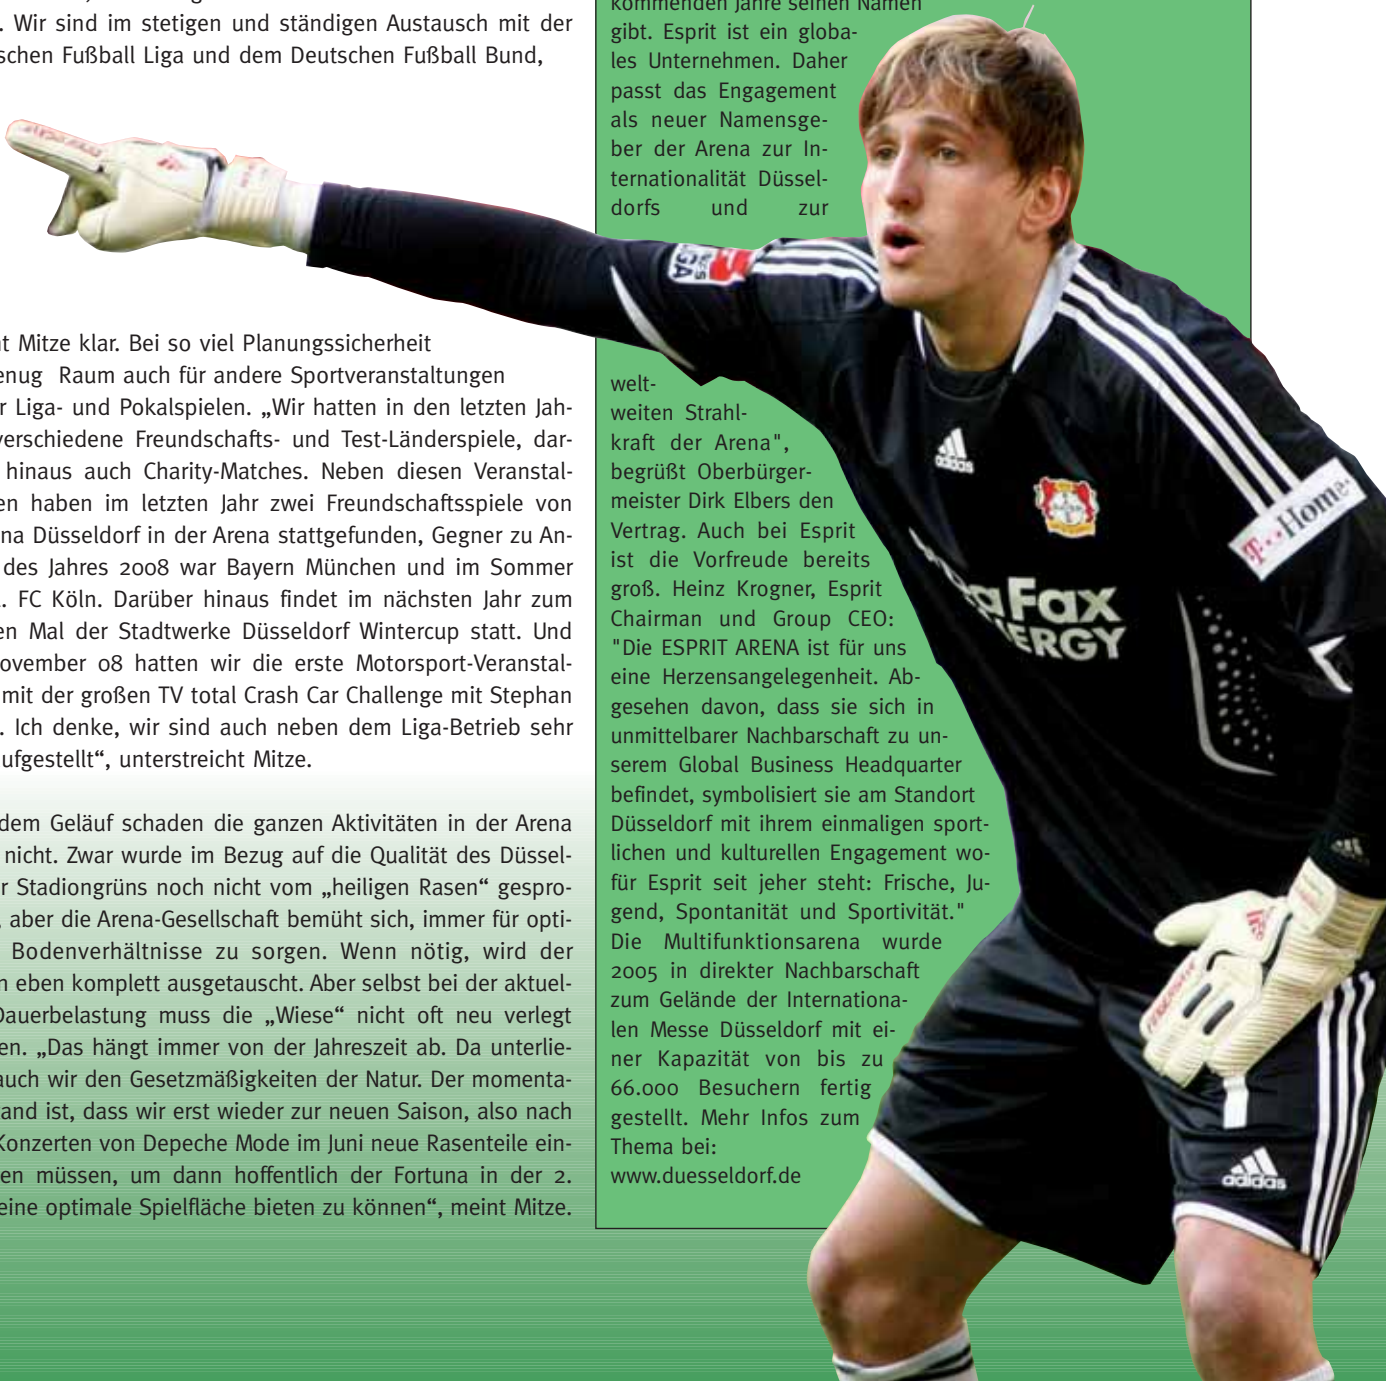 . Wir sind im stetigen und ständigen Austausch mit der
schen Fußball Liga und dem Deutschen Fußball Bund,
t Mitze klar. Bei so viel Planungssicherheit
enug Raum auch für andere Sportveranstaltungen
r Liga- und Pokalspielen. „Wir hatten in den letzten Jah-
verschiedene Freundschafts- und Test-Länderspiele, dar-
hinaus auch Charity-Matches. Neben diesen Veranstal-
en haben im letzten Jahr zwei Freundschaftsspiele von
na Düsseldorf in der Arena stattgefunden, Gegner zu An-
des Jahres 2008 war Bayern München und im Sommer
. FC Köln. Darüber hinaus findet im nächsten Jahr zum
en Mal der Stadtwerke Düsseldorf Wintercup statt. Und
ovember 08 hatten wir die erste Motorsport-Veranstal-
mit der großen TV total Crash Car Challenge mit Stephan
. Ich denke, wir sind auch neben dem Liga-Betrieb sehr
ufgestellt“, unterstreicht Mitze.
dem Geläuf schaden die ganzen Aktivitäten in der Arena
nicht. Zwar wurde im Bezug auf die Qualität des Düssel-
r Stadiongrüns noch nicht vom „heiligen Rasen“ gespro-
, aber die Arena-Gesellschaft bemüht sich, immer für opti-
Bodenverhältnisse zu sorgen. Wenn nötig, wird der
n eben komplett ausgetauscht. Aber selbst bei der aktuel-
Dauerbelastung muss die „Wiese“ nicht oft neu verlegt
en. „Das hängt immer von der Jahreszeit ab. Da unterlie-
auch wir den Gesetzmäßigkeiten der Natur. Der momenta-
tand ist, dass wir erst wieder zur neuen Saison, also nach
Konzerten von Depeche Mode im Juni neue Rasenteile ein-
en müssen, um dann hoffentlich der Fortuna in der 2.
eine optimale Spielfläche bieten zu können“, meint Mitze.
kommenden Jahre seinen Namen
gibt. Esprit ist ein globa-
les Unternehmen. Daher
passt das Engagement
als neuer Namensge-
ber der Arena zur In-
ternationalität Düssel-
dorfs und zur
welt-
weiten Strahl-
kraft der Arena",
begrüßt Oberbürger-
meister Dirk Elbers den
Vertrag. Auch bei Esprit
ist die Vorfreude bereits
groß. Heinz Krogner, Esprit
Chairman und Group CEO:
"Die ESPRIT ARENA ist für uns
eine Herzensangelegenheit. Ab-
gesehen davon, dass sie sich in
unmittelbarer Nachbarschaft zu un-
serem Global Business Headquarter
befindet, symbolisiert sie am Standort
Düsseldorf mit ihrem einmaligen sport-
lichen und kulturellen Engagement wo-
für Esprit seit jeher steht: Frische, Ju-
gend, Spontanität und Sportivität."
Die Multifunktionsarena wurde
2005 in direkter Nachbarschaft
zum Gelände der Internationa-
len Messe Düsseldorf mit ei-
ner Kapazität von bis zu
66.000 Besuchern fertig
gestellt. Mehr Infos zum
Thema bei:
www.duesseldorf.de
adidas
T··Home·
aFax
ERGY
adidas